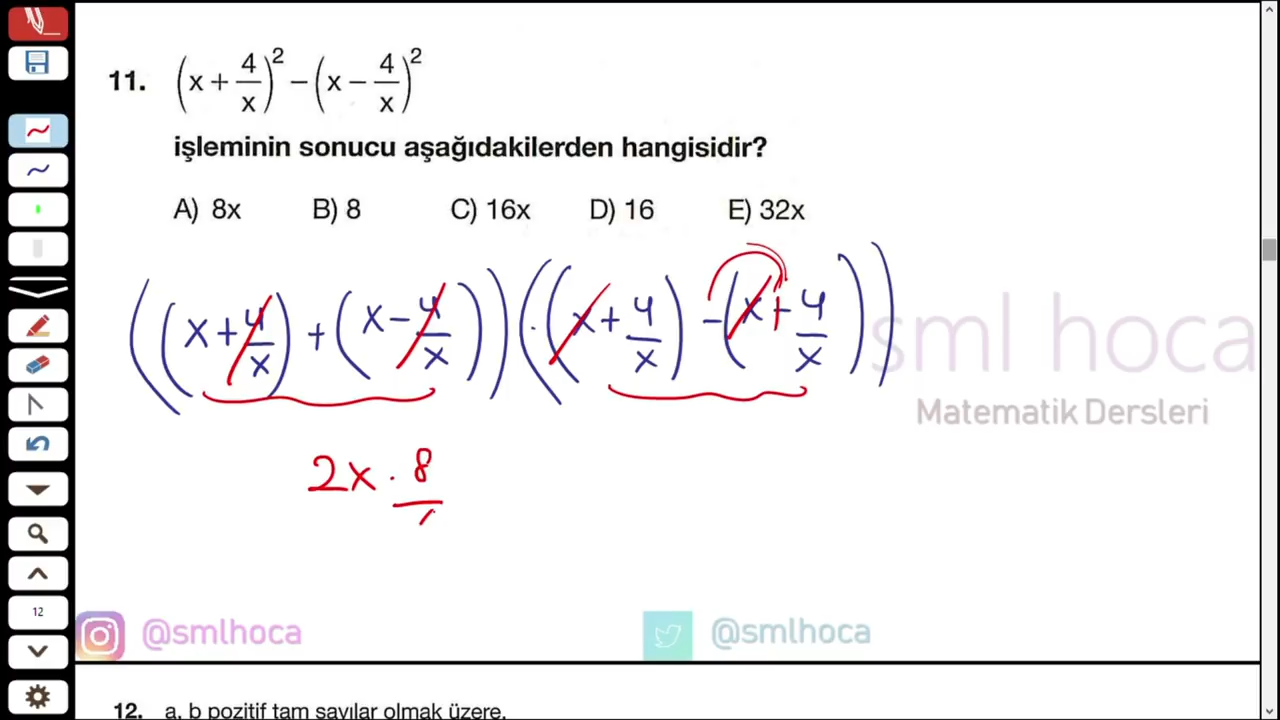 11. (x + 4/x)² − (x − 4/x)²
işleminin sonucu aşağıdakilerden hangisidir?
A) 8x B) 8 C) 16x D) 16 E) 32x
((x + 4/x) + (x − 4/x)) · ((x + 4/x) − (x + 4/x))
sml hoca
Matematik Dersleri
2x · 8/
12
@smlhoca @smlhoca
12. a, b pozitif tam sayılar olmak üzere,